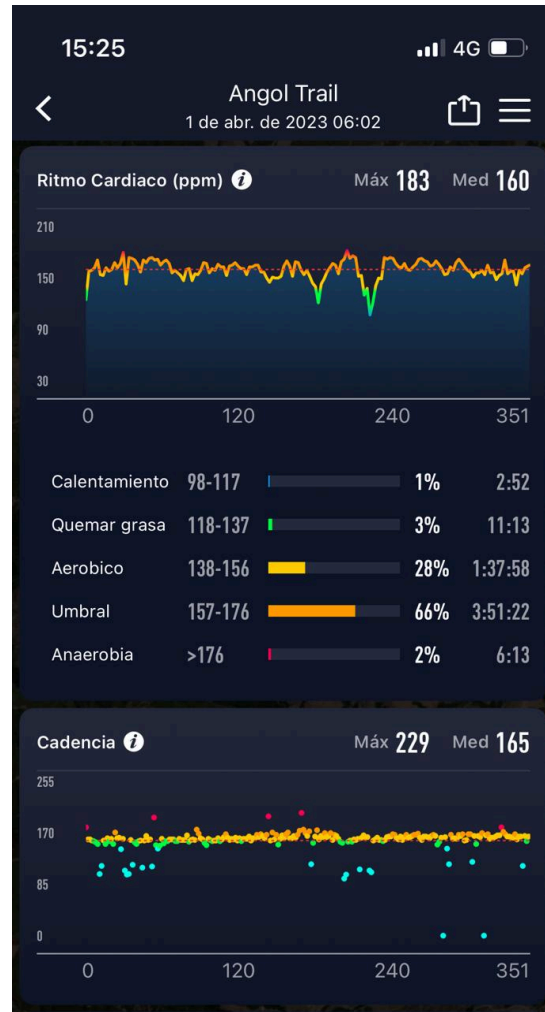 15:25 4G
Angol Trail
1 de abr. de 2023 06:02
Ritmo Cardiaco (ppm) i Máx 183 Med 160
210
150
90
30
0 120 240 351
Calentamiento 98-117 1% 2:52
Quemar grasa 118-137 3% 11:13
Aerobico 138-156 28% 1:37:58
Umbral 157-176 66% 3:51:22
Anaerobia >176 2% 6:13
Cadencia i Máx 229 Med 165
255
170
85
0
0 120 240 351